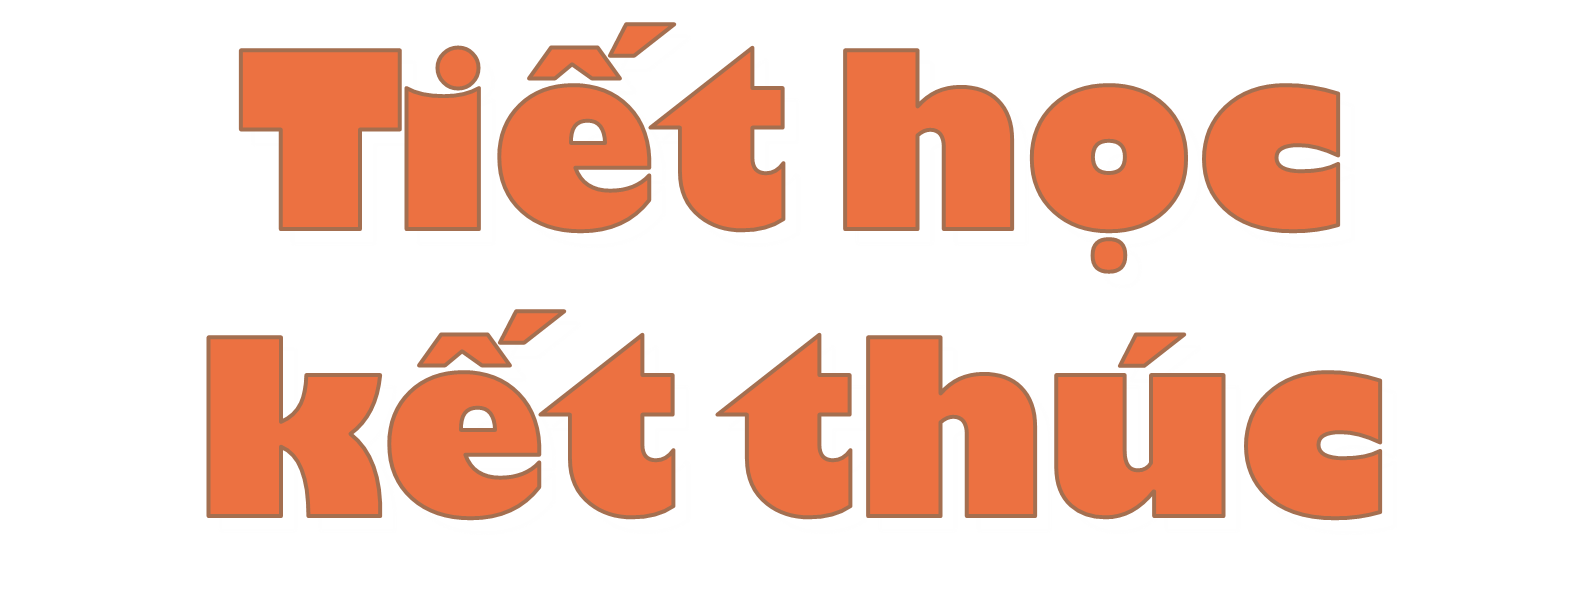 Tiết học
kết thúc